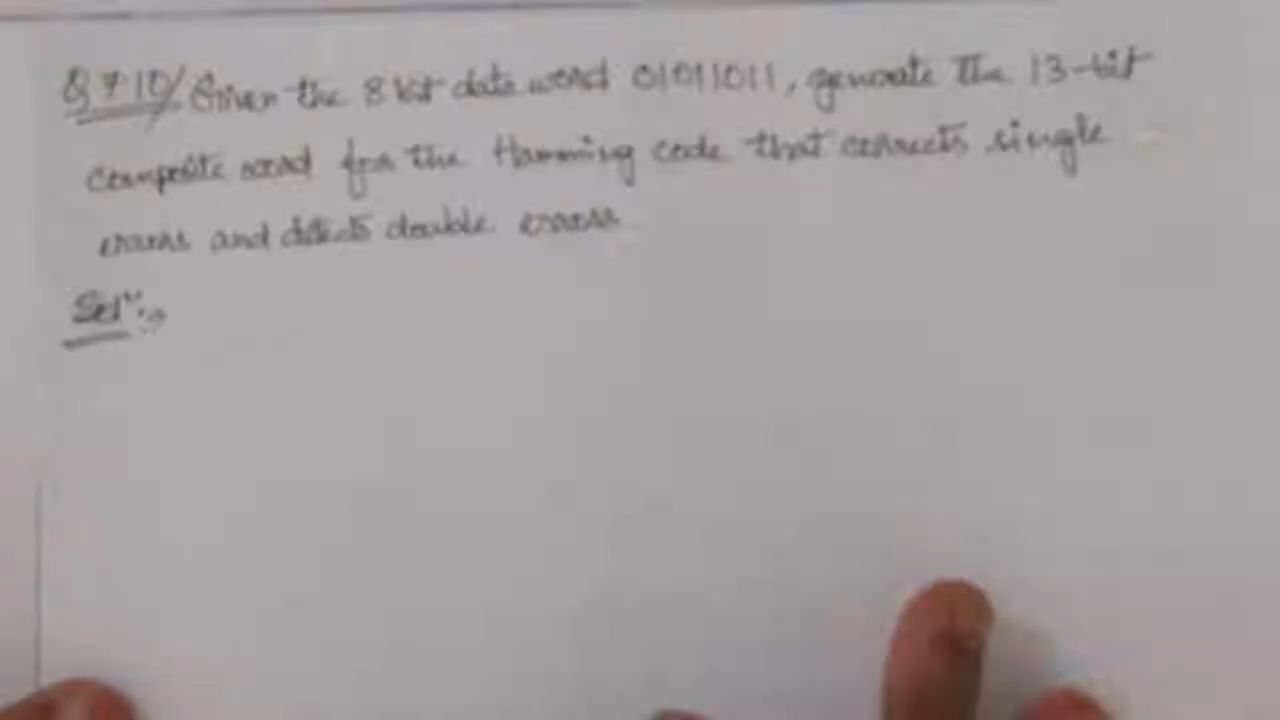 Q 7.10/ Given the 8 bit data word 01011011, generate the 13-bit
composite word for the Hamming code that corrects single
errors and detects double errors
Solⁿ:→